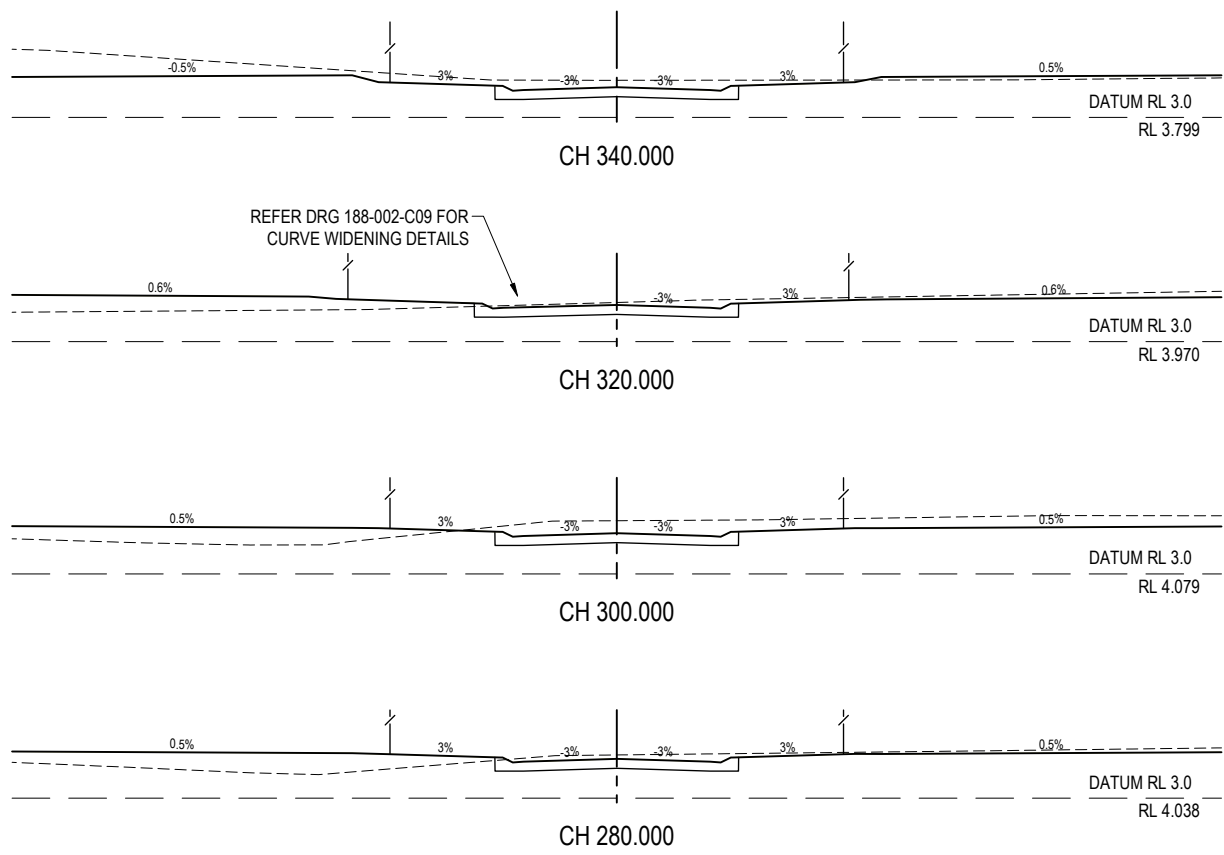 -0.5% 3% -3% -3% 3% 0.5%
DATUM RL 3.0
RL 3.799
CH 340.000
REFER DRG 188-002-C09 FOR
CURVE WIDENING DETAILS
0.6% -3% 3% 0.6%
DATUM RL 3.0
RL 3.970
CH 320.000
0.5% 3% -3% -3% 3% 0.5%
DATUM RL 3.0
RL 4.079
CH 300.000
0.5% 3% -3% -3% 3% 0.5%
DATUM RL 3.0
RL 4.038
CH 280.000